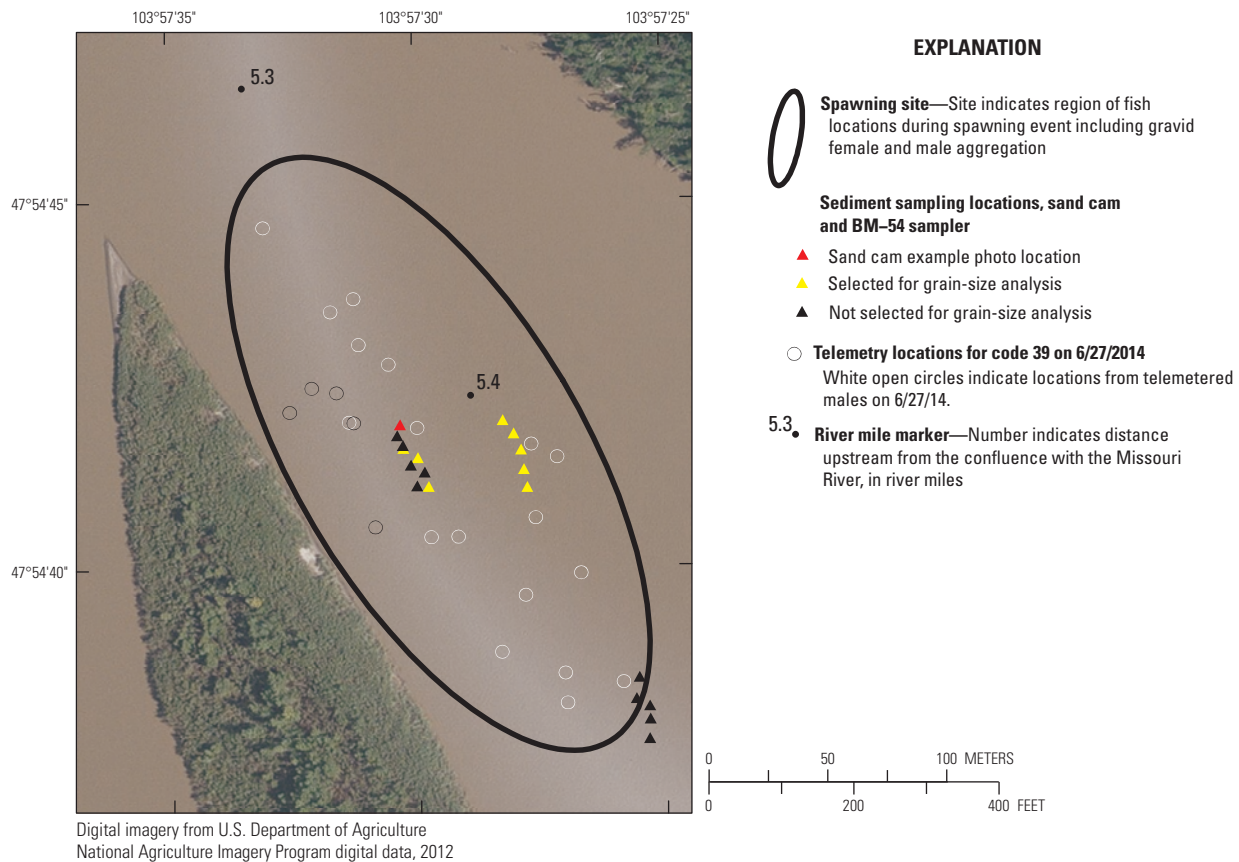 103°57'35" 103°57'30" 103°57'25"
5.3
47°54'45"
5.4
47°54'40"
Digital imagery from U.S. Department of Agriculture
National Agriculture Imagery Program digital data, 2012
EXPLANATION
Spawning site—Site indicates region of fish
locations during spawning event including gravid
female and male aggregation
Sediment sampling locations, sand cam
and BM–54 sampler
Sand cam example photo location
Selected for grain-size analysis
Not selected for grain-size analysis
Telemetry locations for code 39 on 6/27/2014
White open circles indicate locations from telemetered
males on 6/27/14.
5.3 River mile marker—Number indicates distance
upstream from the confluence with the Missouri
River, in river miles
0 50 100 METERS
0 200 400 FEET